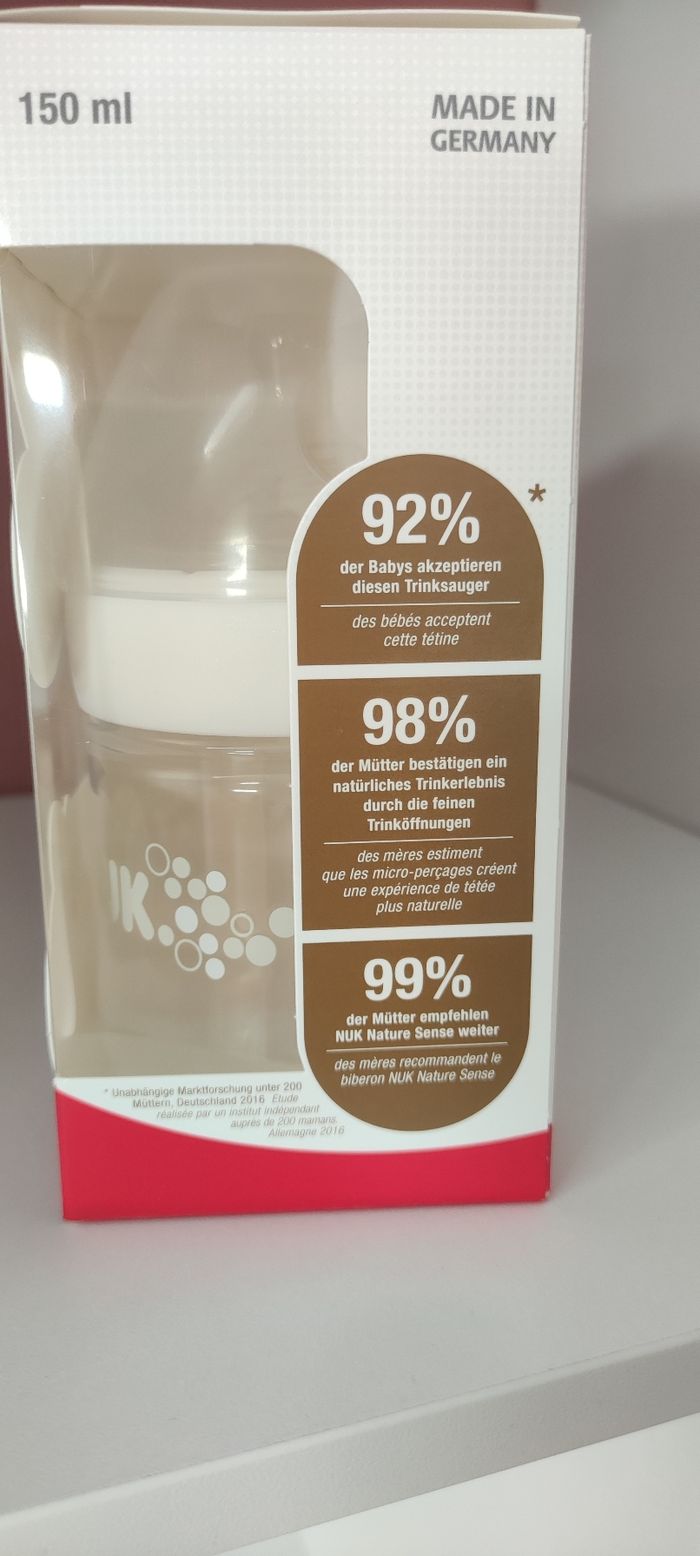 150 ml
MADE IN
GERMANY
92%
*
der Babys akzeptieren
diesen Trinksauger
des bébés acceptent
cette tétine
98%
der Mütter bestätigen ein
natürliches Trinkerlebnis
durch die feinen
Trinköffnungen
des mères estiment
que les micro-perçages créent
une expérience de tétée
plus naturelle
99%
der Mütter empfehlen
NUK Nature Sense weiter
des mères recommandent le
biberon NUK Nature Sense
UK
* Unabhängige Marktforschung unter 200
Müttern, Deutschland 2016 Etude
réalisée par un institut indépendant
auprès de 200 mamans.
Allemagne 2016